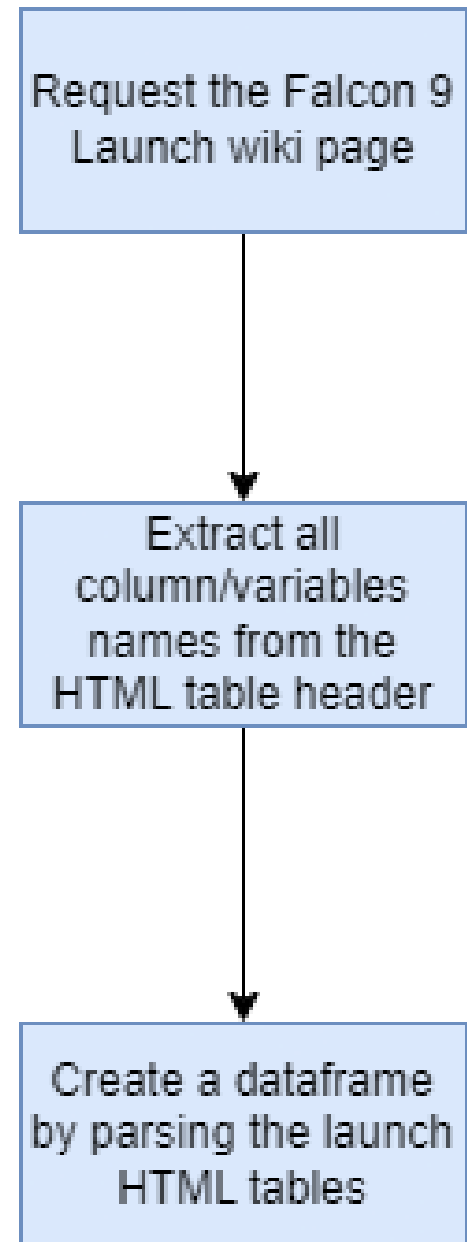 Request the Falcon 9
Launch wiki page
Extract all
column/variables
names from the
HTML table header
Create a dataframe
by parsing the launch
HTML tables